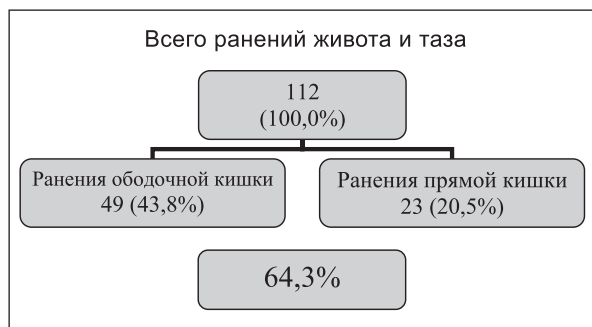 Всего ранений живота и таза
112
(100,0%)
Ранения ободочной кишки
49 (43,8%)
Ранения прямой кишки
23 (20,5%)
64,3%